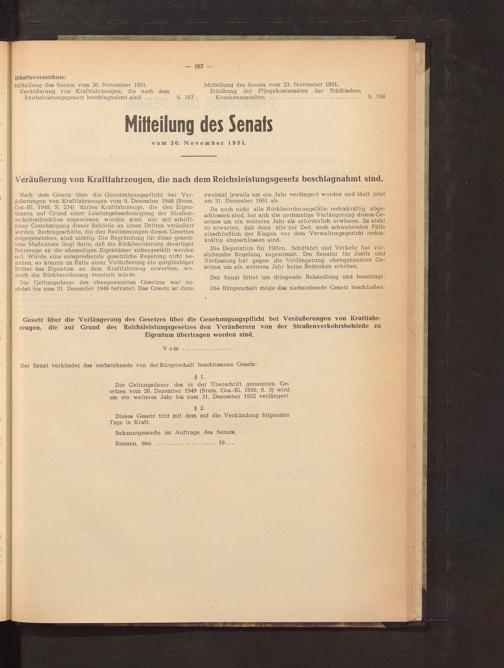 — 167 —
Inhaltsverzeichnis:
Mitteilung des Senats vom 20. November 1951.
Veräußerung von Kraftfahrzeugen, die nach dem
Reichsleistungsgesetz beschlagnahmt sind S. 167
Mitteilung des Senats vom 23. November 1951.
Erhöhung der Pflegekostensätze der Städtischen
Krankenanstalten S. 168
Mitteilung des Senats
vom 20. November 1951.
Veräußerung von Kraftfahrzeugen, die nach dem Reichsleistungsgesetz beschlagnahmt sind.
Nach dem Gesetz über die Genehmigungspflicht bei Ver-
äußerungen von Kraftfahrzeugen vom 6. Dezember 1948 (Brem.
Ges.-Bl. 1948, S. 234) dürfen Kraftfahrzeuge, die den Eigen-
tümern auf Grund einer Leistungsbescheinigung der Straßen-
verkehrsdirektion zugewiesen worden sind, nur mit schrift-
licher Genehmigung dieser Behörde an einen Dritten veräußert
werden. Rechtsgeschäfte, die den Bestimmungen dieses Gesetzes
entgegenstehen, sind nichtig. Die Begründung für diese gesetz-
liche Maßnahme liegt darin, daß die Rückforderung derartiger
Fahrzeuge an die ehemaligen Eigentümer sichergestellt werden
soll. Würde eine entsprechende gesetzliche Regelung nicht be-
stehen, so könnte im Falle einer Veräußerung ein gutgläubiger
Dritter das Eigentum an dem Kraftfahrzeug erwerben, wo-
durch die Rückforderung vereitelt würde.
Die Geltungsdauer des obengenannten Gesetzes war zu-
nächst bis zum 31. Dezember 1949 befristet. Das Gesetz ist dann
zweimal jeweils um ein Jahr verlängert worden und läuft jetzt
am 31. Dezember 1951 ab.
Da noch nicht alle Rückforderungsfälle rechtskräftig abge-
schlossen sind, hat sich die nochmalige Verlängerung dieses Ge-
setzes um ein weiteres Jahr als erforderlich erwiesen. Es steht
zu erwarten, daß dann alle zur Zeit noch schwebenden Fälle
einschließlich der Klagen vor dem Verwaltungsgericht rechts-
kräftig abgeschlossen sind.
Die Deputation für Häfen, Schiffahrt und Verkehr hat vor-
stehender Regelung zugestimmt. Der Senator für Justiz und
Verfassung hat gegen die Verlängerung obengenannten Ge-
setzes um ein weiteres Jahr keine Bedenken erhoben.
Der Senat bittet um dringende Behandlung und beantragt:
Die Bürgerschaft möge das nachstehende Gesetz beschließen:
Gesetz über die Verlängerung des Gesetzes über die Genehmigungspflicht bei Veräußerungen von Kraftfahr-
zeugen, die auf Grund des Reichsleistungsgesetzes den Veräußerern von der Straßenverkehrsbehörde zu
Eigentum übertragen worden sind.
Vom .................
Der Senat verkündet das nachstehende von der Bürgerschaft beschlossene Gesetz:
§ 1.
Die Geltungsdauer des in der Überschrift genannten Ge-
setzes vom 20. Dezember 1949 (Brem. Ges.-Bl. 1950, S. 3) wird
um ein weiteres Jahr bis zum 31. Dezember 1952 verlängert.
§ 2.
Dieses Gesetz tritt mit dem auf die Verkündung folgenden
Tage in Kraft.
Bekanntgemacht im Auftrage des Senats.
Bremen, den .................... 19....